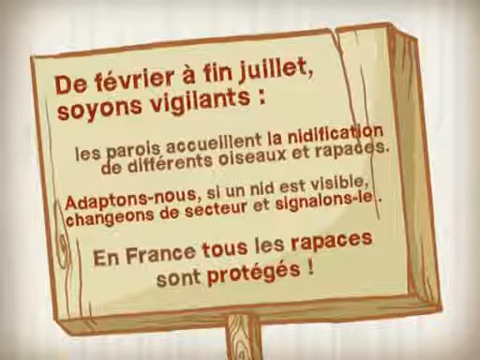 De février à fin juillet,
soyons vigilants :
les parois accueillent la nidification
de différents oiseaux et rapaces.
Adaptons-nous, si un nid est visible,
changeons de secteur et signalons-le .
En France tous les rapaces
sont protégés !